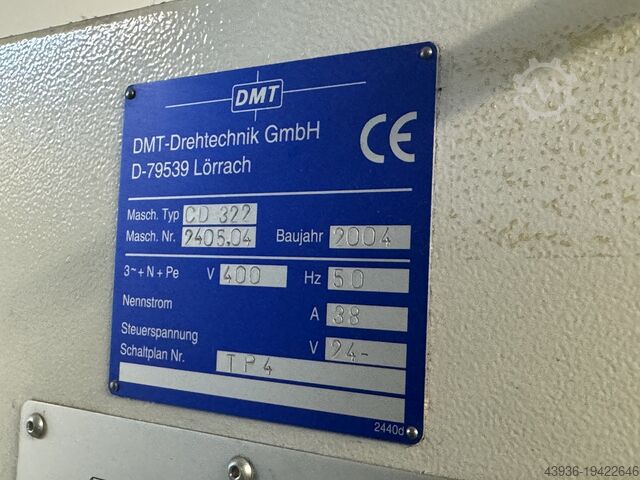 DMT
DMT-Drehtechnik GmbH
D-79539 Lörrach
CE
Masch. Typ CD 322
Masch. Nr. 2405.04 Baujahr 2004
3~ + N + Pe V 400 Hz 50
Nennstrom A 38
Steuerspannung V 24-
Schaltplan Nr. TP4
2440d
43936-19422646